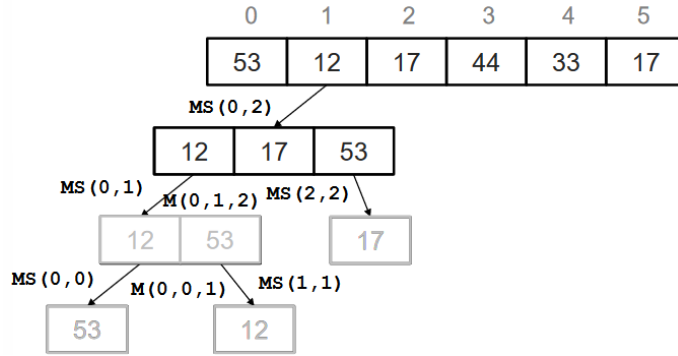 0 1 2 3 4 5
53 12 17 44 33 17
MS(0,2)
12 17 53
MS(0,1) M(0,1,2) MS(2,2)
12 53 17
MS(0,0) M(0,0,1) MS(1,1)
53 12